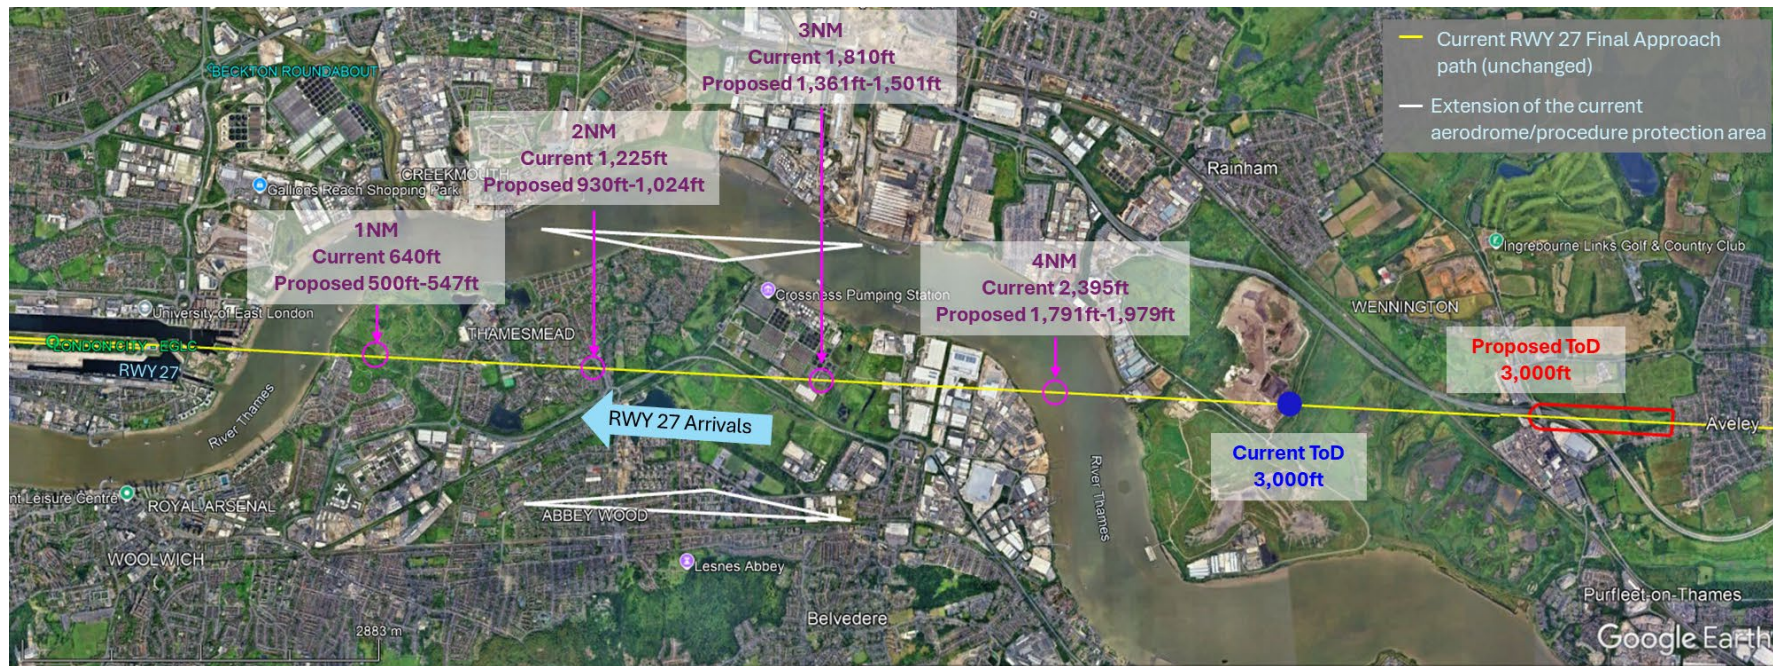 3NM
Current 1,810ft
Proposed 1,361ft-1,501ft
Current RWY 27 Final Approach
path (unchanged)
Extension of the current
aerodrome/procedure protection area
BECKTON ROUNDABOUT
2NM
Current 1,225ft
Proposed 930ft-1,024ft
CREEKMOUTH
Gallions Reach Shopping Park
Rainham
1NM
Current 640ft
Proposed 500ft-547ft
4NM
Current 2,395ft
Proposed 1,791ft-1,979ft
Ingrebourne Links Golf & Country Club
Crossness Pumping Station
WENNINGTON
University of East London
THAMESMEAD
LONDON CITY - EGLC
RWY 27
Proposed ToD
3,000ft
River Thames
RWY 27 Arrivals
Aveley
Current ToD
3,000ft
River Thames
nt Leisure Centre
ROYAL ARSENAL
ABBEY WOOD
WOOLWICH
Lesnes Abbey
Belvedere
Purfleet-on-Thames
2883 m
Google Earth